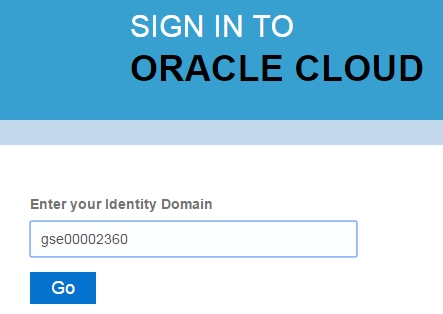 SIGN IN TO
ORACLE CLOUD
Enter your Identity Domain
gse00002360
Go